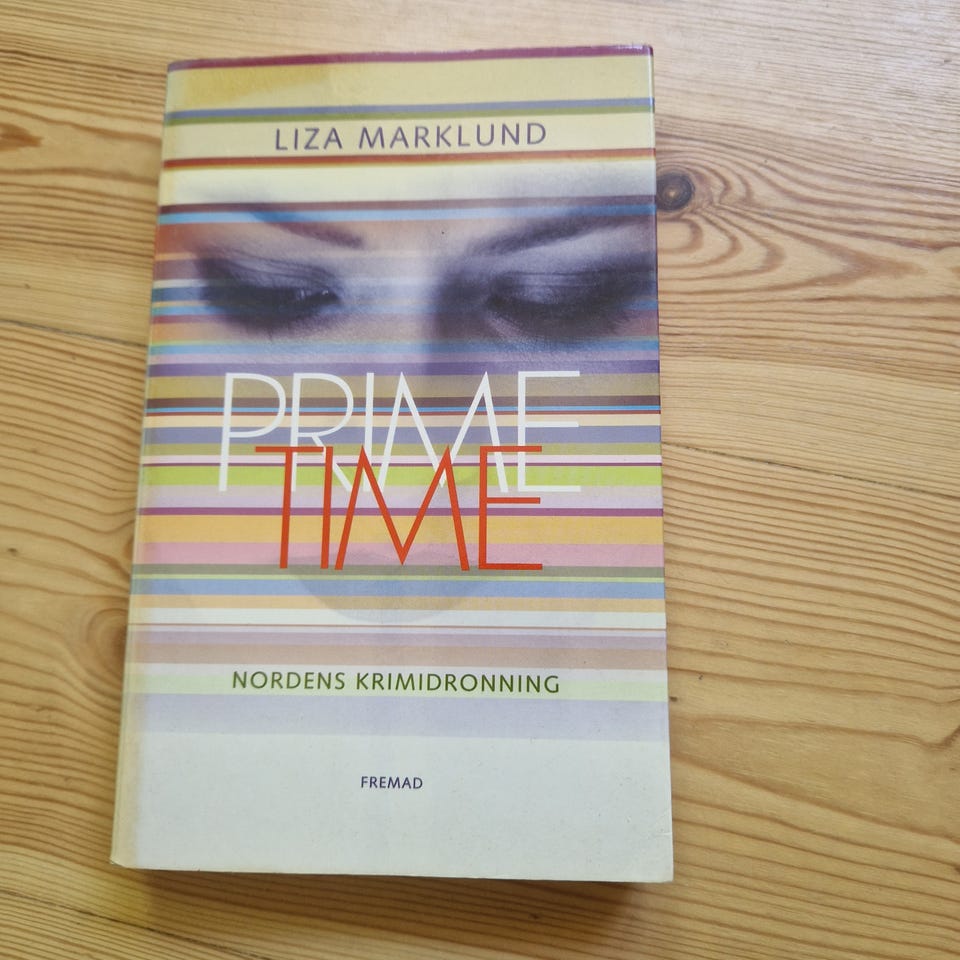 LIZA MARKLUND
PRIME
TIME
NORDENS KRIMIDRONNING
FREMAD